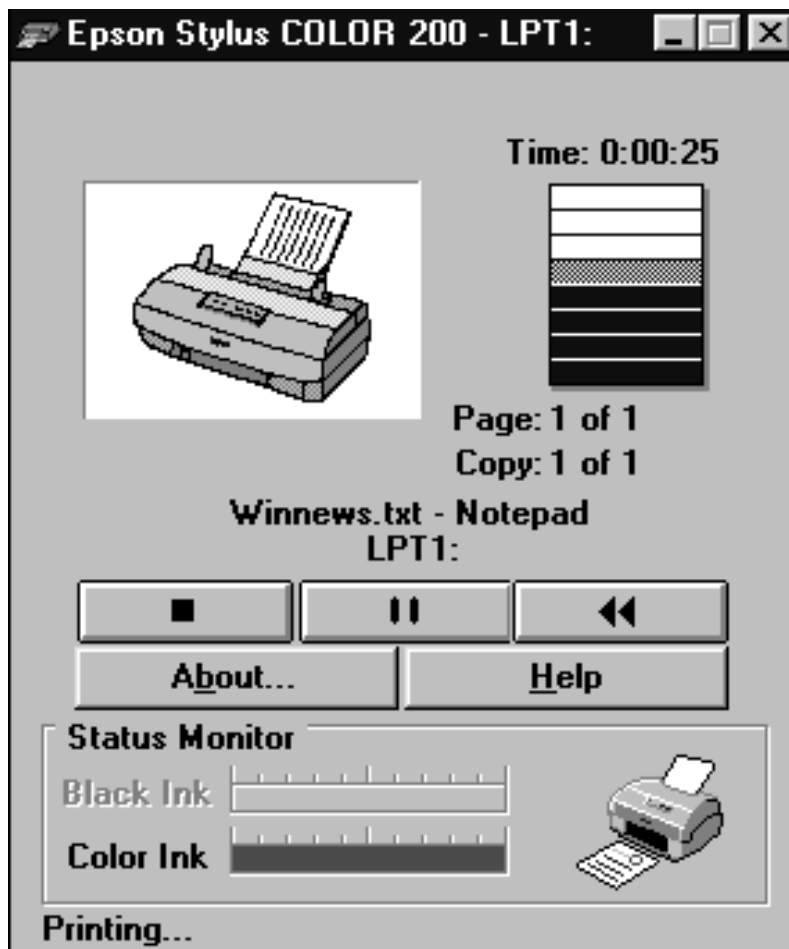 Epson Stylus COLOR 200 - LPT1:
Time: 0:00:25
Page: 1 of 1
Copy: 1 of 1
Winnews.txt - Notepad
LPT1:
About...
Help
Status Monitor
Black Ink
Color Ink
Printing...